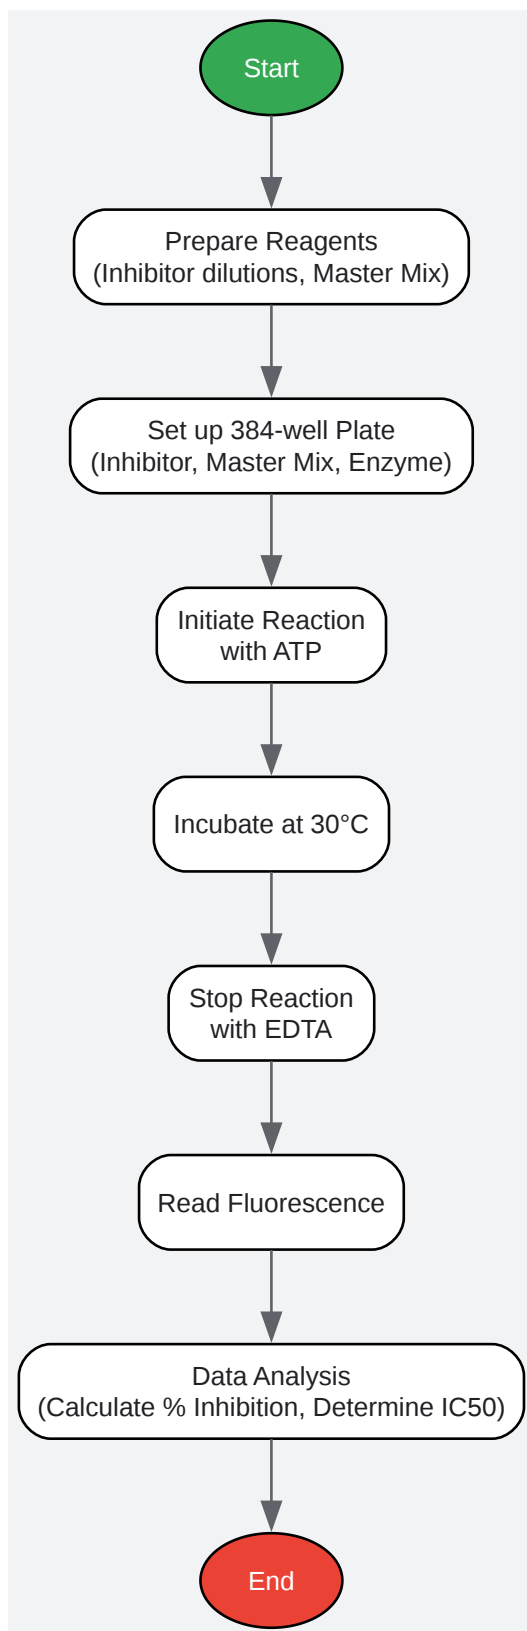 Start
Prepare Reagents
(Inhibitor dilutions, Master Mix)
Set up 384-well Plate
(Inhibitor, Master Mix, Enzyme)
Initiate Reaction
with ATP
Incubate at 30°C
Stop Reaction
with EDTA
Read Fluorescence
Data Analysis
(Calculate % Inhibition, Determine IC50)
End